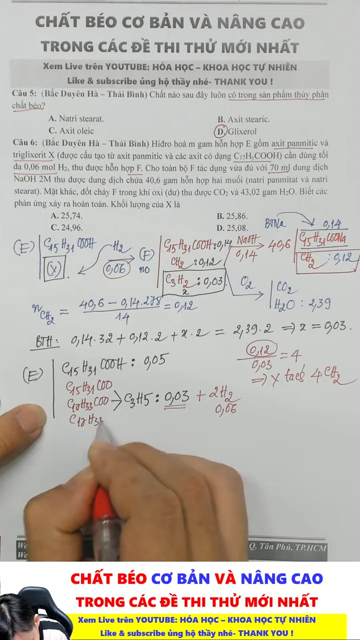 CHẤT BÉO CƠ BẢN VÀ NÂNG CAO
TRONG CÁC ĐỀ THI THỬ MỚI NHẤT
Xem Live trên YOUTUBE: HÓA HỌC – KHOA HỌC TỰ NHIÊN
Like & subscribe ủng hộ thầy nhé- THANK YOU !
Câu 5: (Bắc Duyên Hà – Thái Bình) Chất nào sau đây luôn có trong sản phẩm thủy phân
chất béo?
A. Natri stearat. B. Axit stearic.
C. Axit oleic D. Glixerol
Câu 6: (Bắc Duyên Hà – Thái Bình) Hiđro hoá m gam hỗn hợp E gồm axit panmitic và
triglixerit X (được cấu tạo từ axit panmitic và các axit có dạng C₁₇HᵧCOOH) cần dùng tối
đa 0,06 mol H₂, thu được hỗn hợp F. Cho toàn bộ F tác dụng vừa đủ với 70 ml dung dịch
NaOH 2M thu được dung dịch chứa 40,6 gam hỗn hợp hai muối (natri panmitat và natri
stearat). Mặt khác, đốt cháy F trong khí oxi (dư) thu được CO₂ và 43,02 gam H₂O. Biết các
phản ứng xảy ra hoàn toàn. Khối lượng của X là
A. 25,74. B. 25,86.
C. 24,96. D. 25,08.
BTNa 0,14
(E) C₁₅H₃₁COOH H₂ (F) C₁₅H₃₁COOH: 0,14 NaOH 40,6 C₁₅H₃₁COONa
X 0,06 no CH₂ : 0,12 0,14 CH₂ : 0,12
C₃H₂ : 0,03
x
O₂ CO₂
H₂O : 2,39
nCH₂ = (40,6 – 0,14.278)/14 = 0,12
BTH: 0,14.32 + 0,12.2 + x.2 = 2,39.2 ⇒ x = 0,03.
(E) C₁₅H₃₁COOH : 0,05
0,12/0,03 = 4
⇒ X tách 4CH₂
C₁₅H₃₁COO
C₁₇H₃₃COO > C₃H₅ : 0,03 + 2H₂
0,06
C₁₇H₃₃
Q. Tân Phú, TP.HCM
CHẤT BÉO CƠ BẢN VÀ NÂNG CAO
TRONG CÁC ĐỀ THI THỬ MỚI NHẤT
Xem Live trên YOUTUBE: HÓA HỌC – KHOA HỌC TỰ NHIÊN
Like & subscribe ủng hộ thầy nhé- THANK YOU !